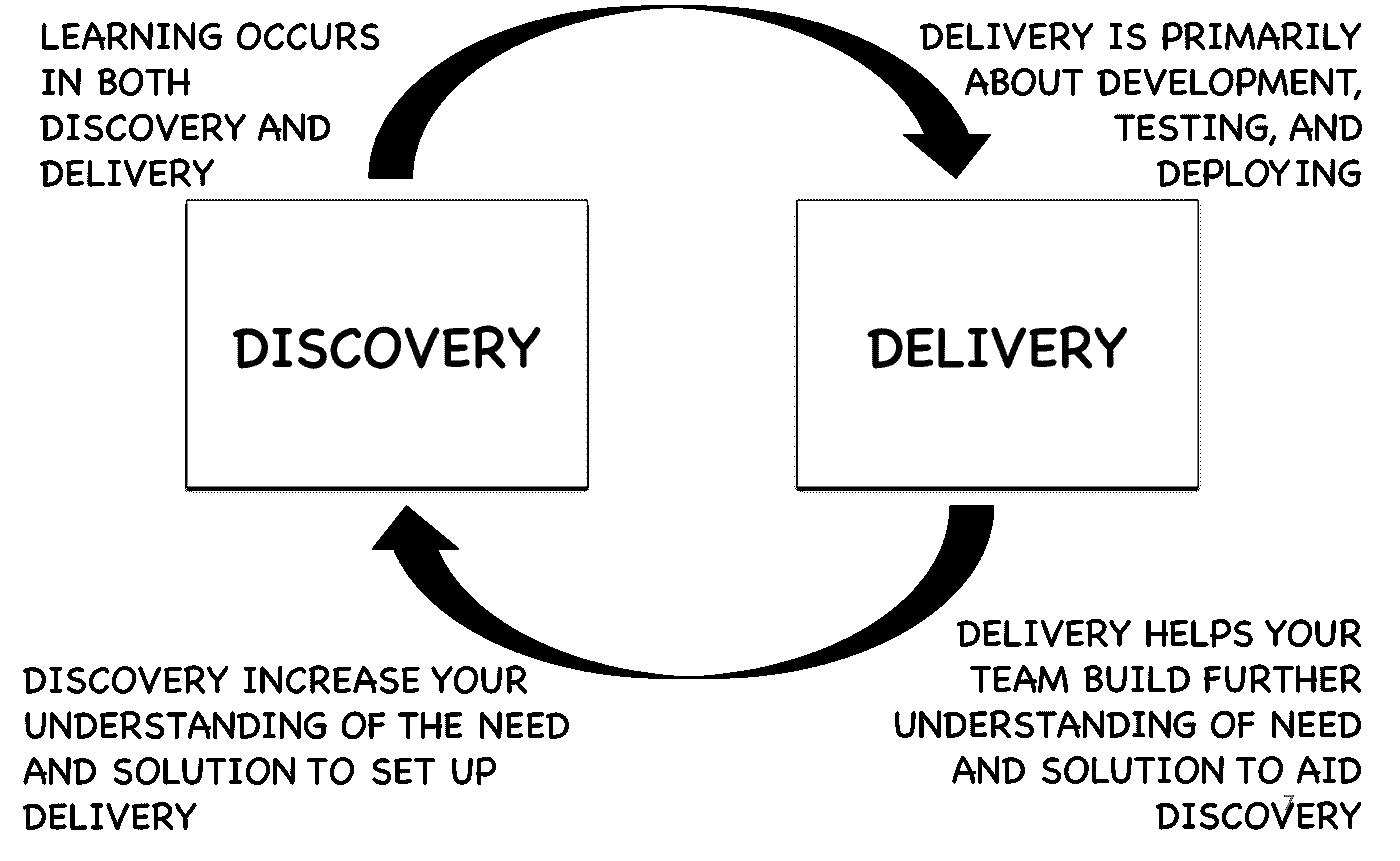 LEARNING OCCURS
IN BOTH
DISCOVERY AND
DELIVERY
DELIVERY IS PRIMARILY
ABOUT DEVELOPMENT,
TESTING, AND
DEPLOYING
DISCOVERY
DELIVERY
DISCOVERY INCREASE YOUR
UNDERSTANDING OF THE NEED
AND SOLUTION TO SET UP
DELIVERY
DELIVERY HELPS YOUR
TEAM BUILD FURTHER
UNDERSTANDING OF NEED
AND SOLUTION TO AID
DISCOVERY
7